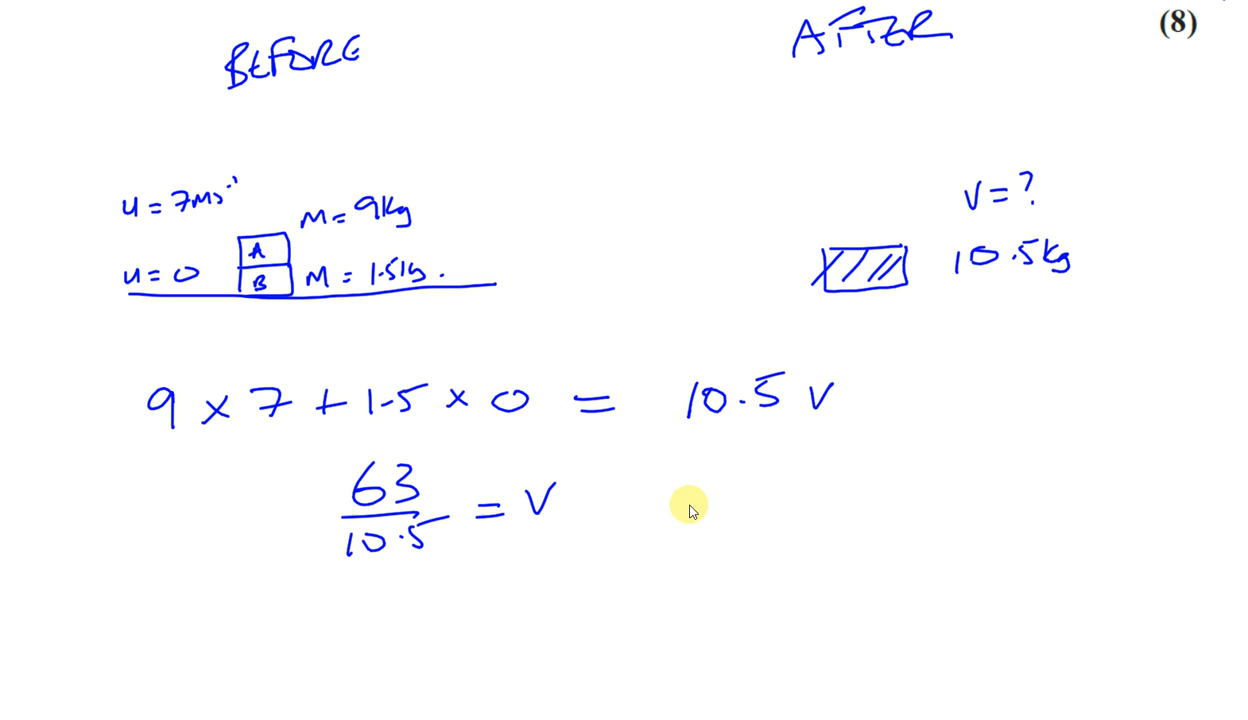 (8)
BEFORE AFTER
u = 7ms⁻¹ M = 9kg V = ?
A
u = 0 B M = 1.5kg. 10.5kg
9 × 7 + 1.5 × 0 = 10.5 V
63
10.5 = V